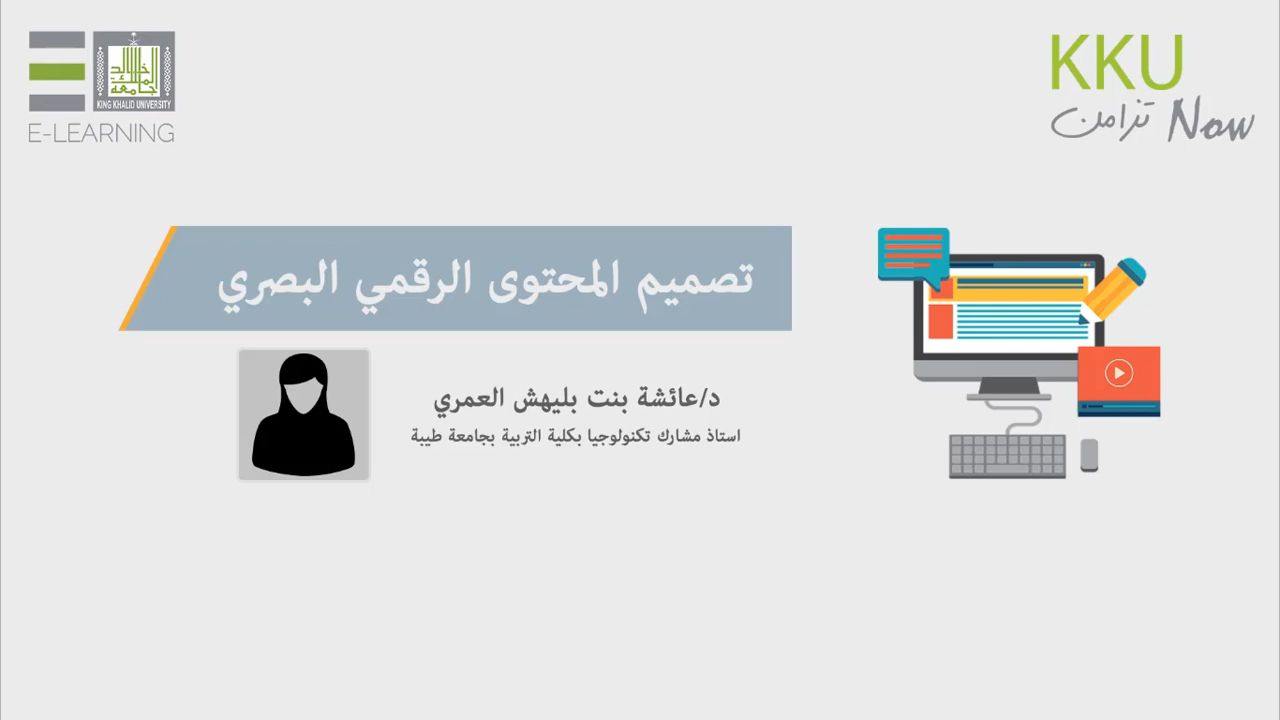 جامعة الملك خالد
KING KHALID UNIVERSITY
E-LEARNING
KKU
تزامن Now
تصميم المحتوى الرقمي البصري
د/عائشة بنت بليهش العمري
استاذ مشارك تكنولوجيا بكلية التربية بجامعة طيبة